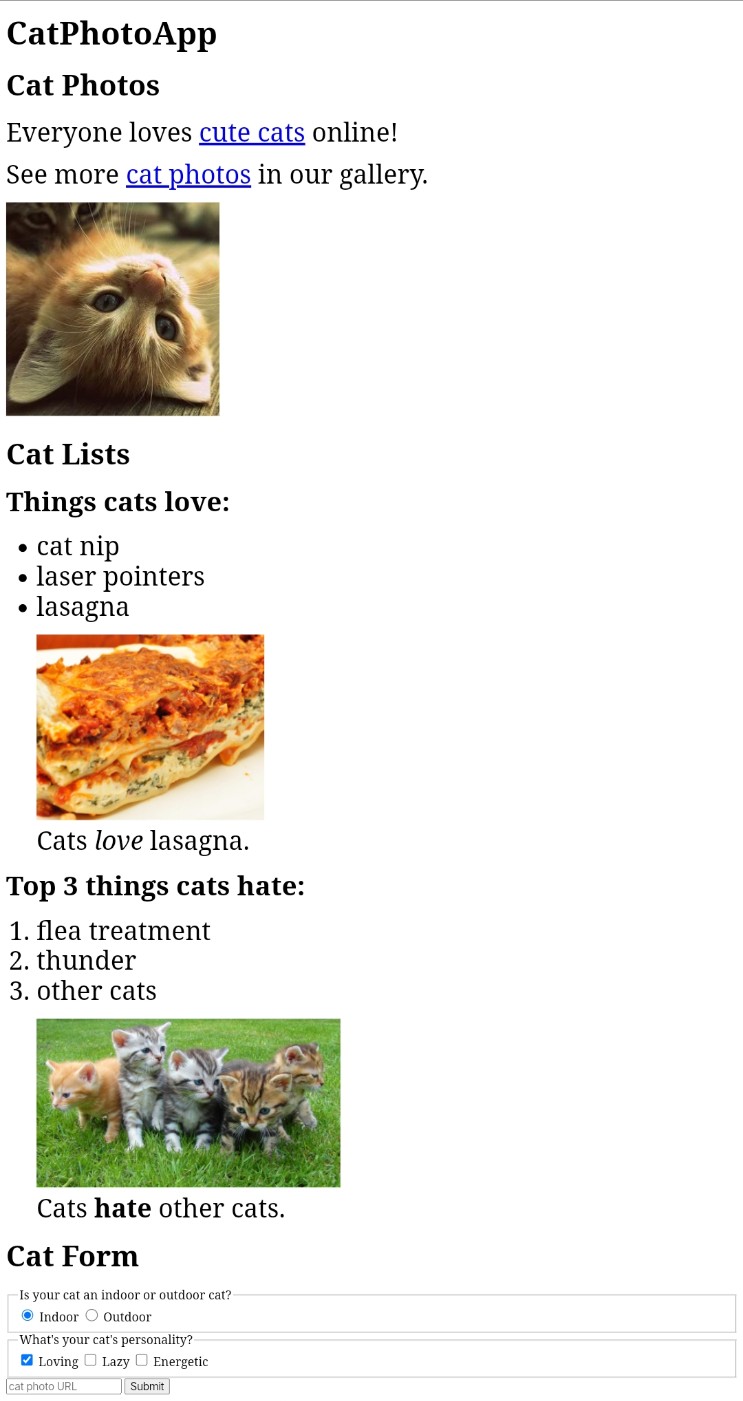 CatPhotoApp
Cat Photos
Everyone loves cute cats online!
See more cat photos in our gallery.
Cat Lists
Things cats love:
• cat nip
• laser pointers
• lasagna
Cats love lasagna.
Top 3 things cats hate:
1. flea treatment
2. thunder
3. other cats
Cats hate other cats.
Cat Form
Is your cat an indoor or outdoor cat?
Indoor Outdoor
What's your cat's personality?
Loving Lazy Energetic
cat photo URL Submit